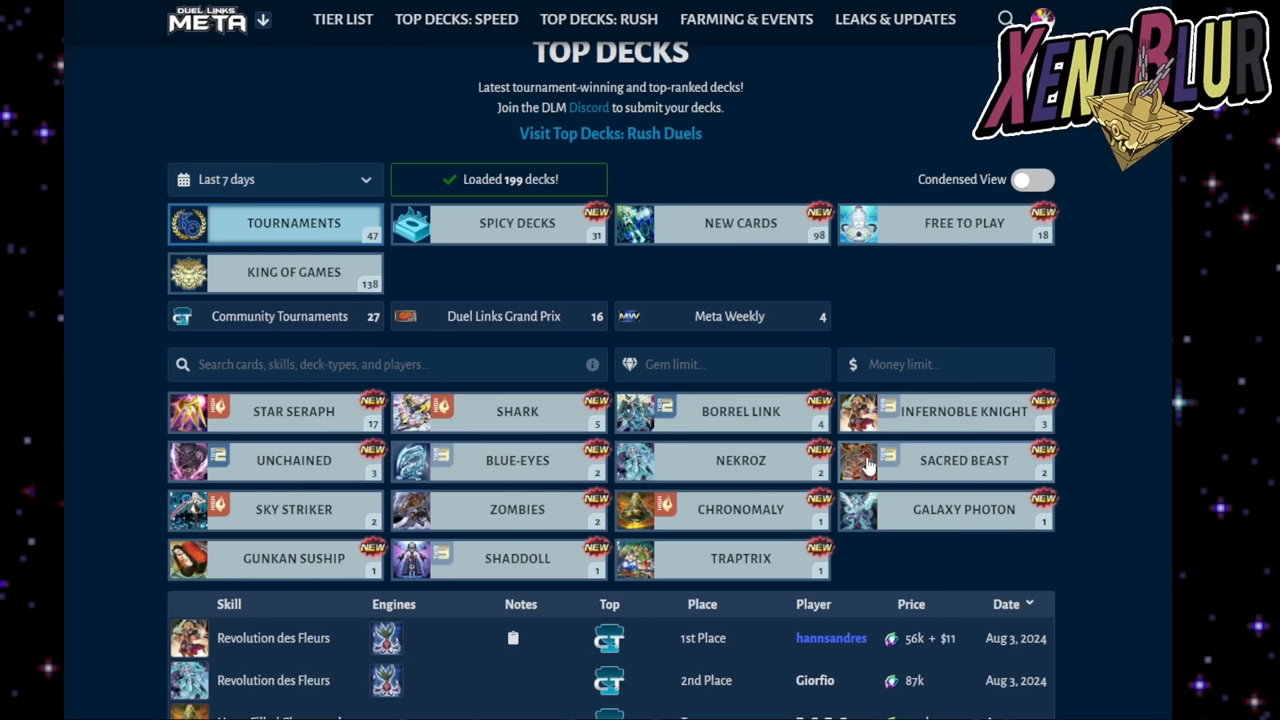 DUEL LINKS
META
TIER LIST
TOP DECKS: SPEED
TOP DECKS: RUSH
FARMING & EVENTS
LEAKS & UPDATES
XENOBLUR
TOP DECKS
Latest tournament-winning and top-ranked decks!
Join the DLM Discord to submit your decks.
Visit Top Decks: Rush Duels
Last 7 days
Loaded 199 decks!
Condensed View
TOURNAMENTS
47
SPICY DECKS
NEW
31
NEW CARDS
NEW
98
FREE TO PLAY
NEW
18
KING OF GAMES
138
CT
Community Tournaments
27
Duel Links Grand Prix
16
MW
Meta Weekly
4
Search cards, skills, deck-types, and players...
Gem limit...
$ Money limit...
HIGH
STAR SERAPH
NEW
17
HIGH
SHARK
NEW
5
BORREL LINK
NEW
4
INFERNOBLE KNIGHT
NEW
3
UNCHAINED
NEW
3
BLUE-EYES
NEW
2
NEKROZ
NEW
2
SACRED BEAST
NEW
2
HIGH
SKY STRIKER
2
ZOMBIES
NEW
2
HIGH
CHRONOMALY
NEW
1
GALAXY PHOTON
NEW
1
GUNKAN SUSHIP
NEW
1
SHADDOLL
NEW
1
TRAPTRIX
NEW
1
Skill
Engines
Notes
Top
Place
Player
Price
Date
Revolution des Fleurs
CT
1st Place
hannsandres
56k + $11
Aug 3, 2024
Revolution des Fleurs
CT
2nd Place
Giorfio
87k
Aug 3, 2024